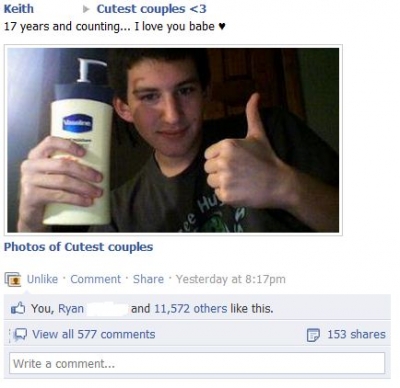 Keith ▸ Cutest couples <3
17 years and counting... I love you babe ♥
Vaseline
Photos of Cutest couples
Unlike · Comment · Share · Yesterday at 8:17pm
You, Ryan and 11,572 others like this.
View all 577 comments 153 shares
Write a comment...